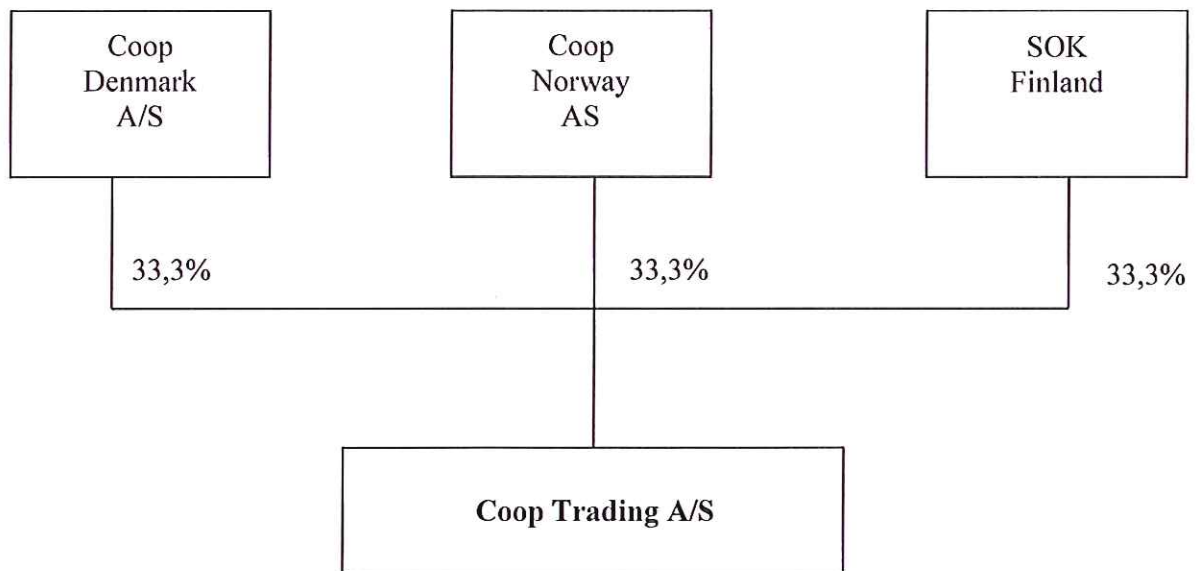 Coop
Denmark
A/S
Coop
Norway
AS
SOK
Finland
33,3%
33,3%
33,3%
Coop Trading A/S